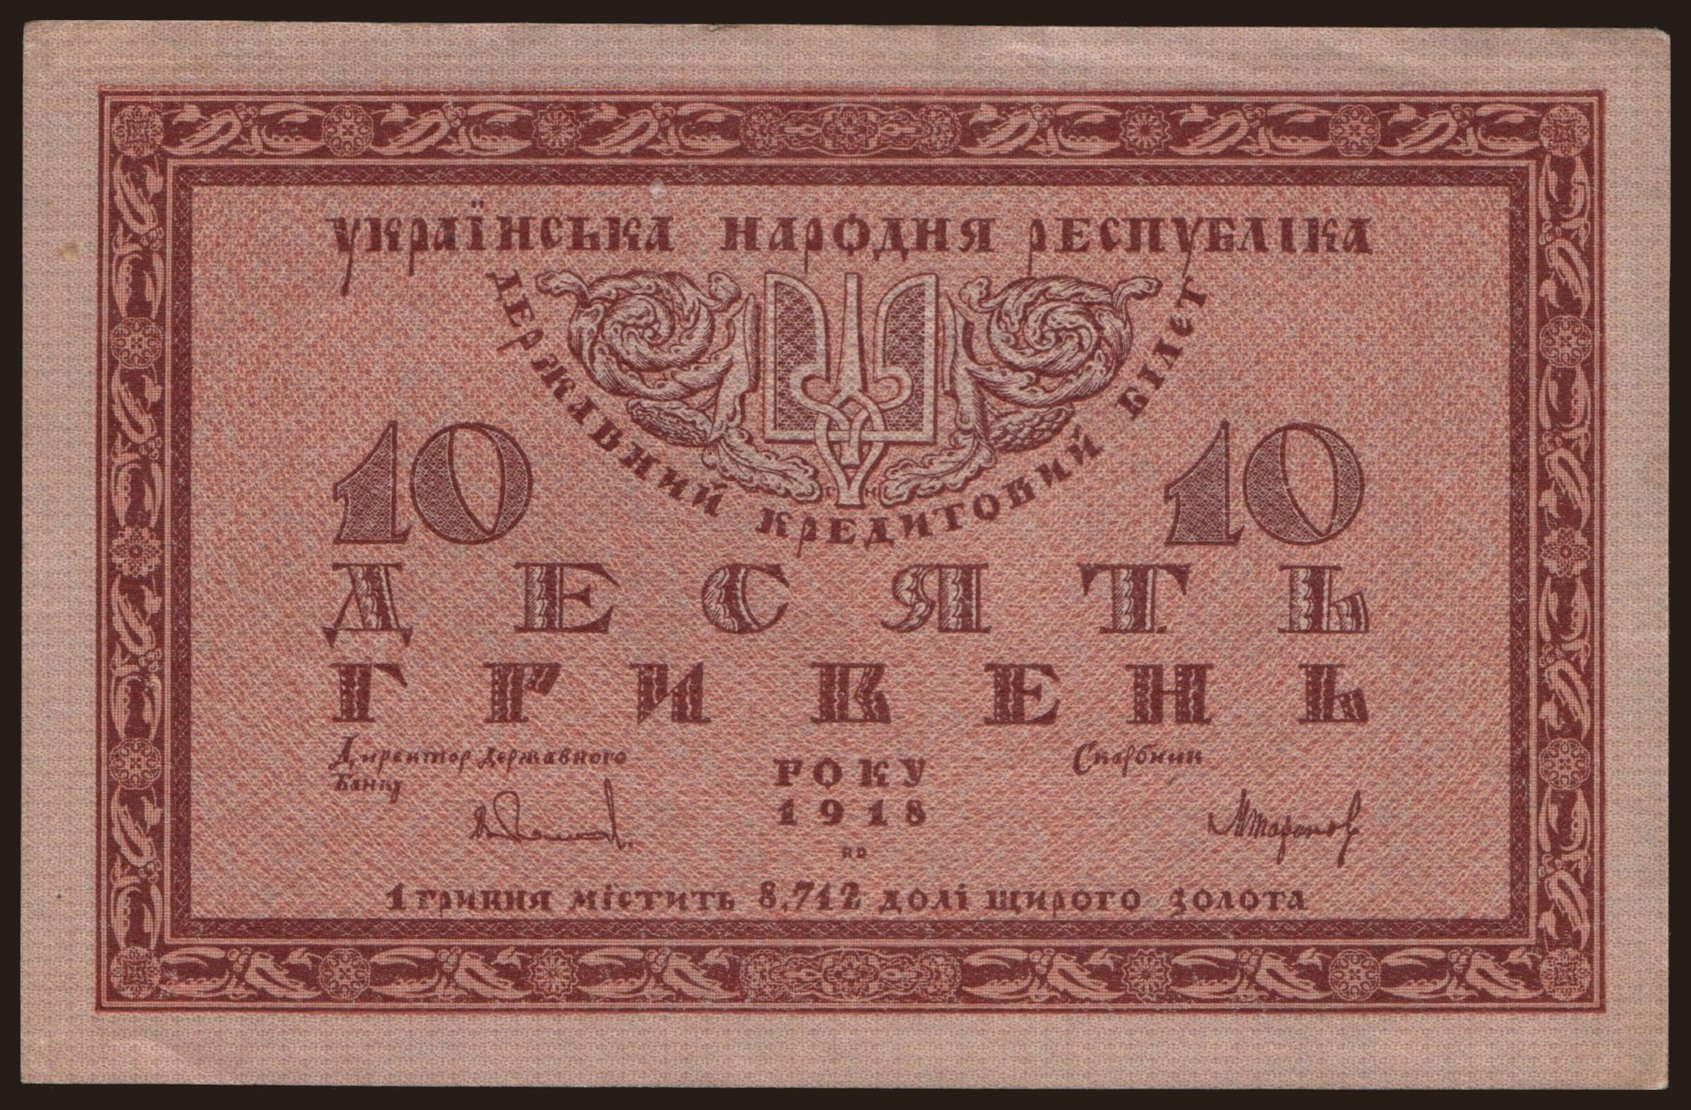 УКРАЇНСЬКА НАРОДНЯ РЕСПУБЛІКА
ДЕРЖАВНИЙ КРЕДИТОВИЙ БІЛЕТ
10 10
ДЕСЯТЬ
ГРИВЕНЬ
Директор Державного Скарбник
Банку
РОКУ
1918
1 гривня містить 8,712 долі щирого золота